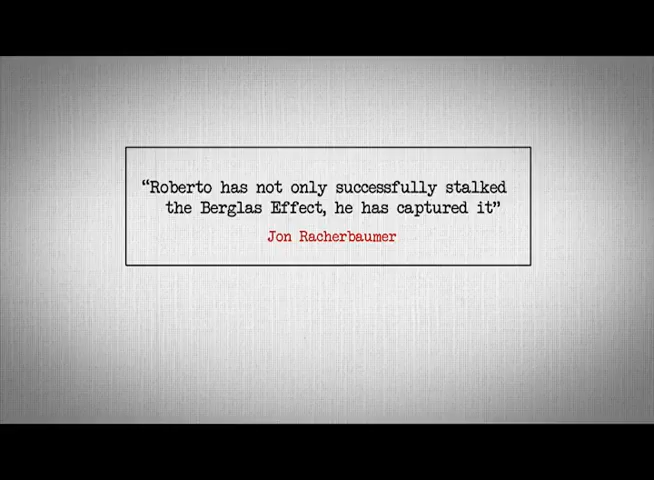 “Roberto has not only successfully stalked
the Berglas Effect, he has captured it”
Jon Racherbaumer